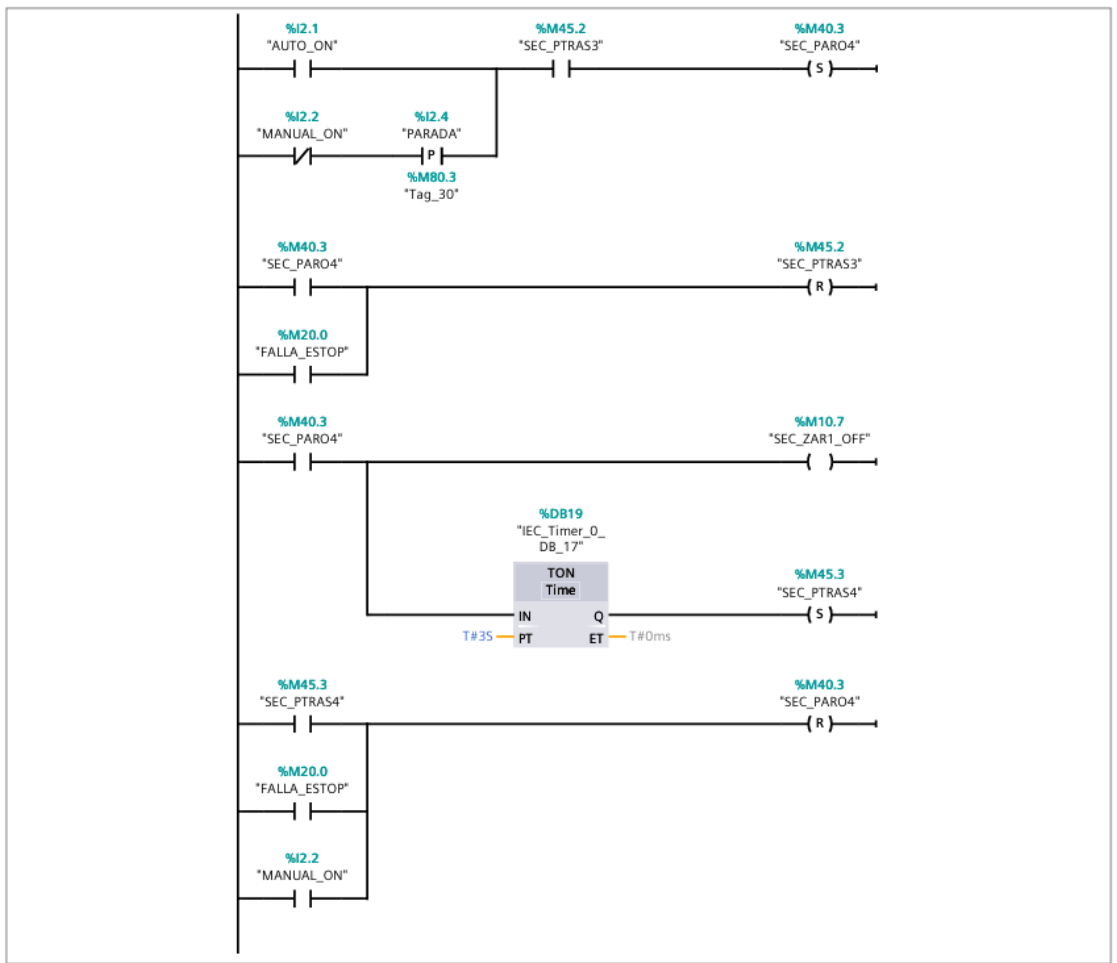 %I2.1 %M45.2 %M40.3
"AUTO_ON" "SEC_PTRAS3" "SEC_PARO4"
S
%I2.2 %I2.4
"MANUAL_ON" "PARADA"
P
%M80.3
"Tag_30"
%M40.3 %M45.2
"SEC_PARO4" "SEC_PTRAS3"
R
%M20.0
"FALLA_ESTOP"
%M40.3 %M10.7
"SEC_PARO4" "SEC_ZAR1_OFF"
%DB19
"IEC_Timer_0_
DB_17"
TON
Time
%M45.3
"SEC_PTRAS4"
IN Q S
T#3S PT ET T#0ms
%M45.3 %M40.3
"SEC_PTRAS4" "SEC_PARO4"
R
%M20.0
"FALLA_ESTOP"
%I2.2
"MANUAL_ON"